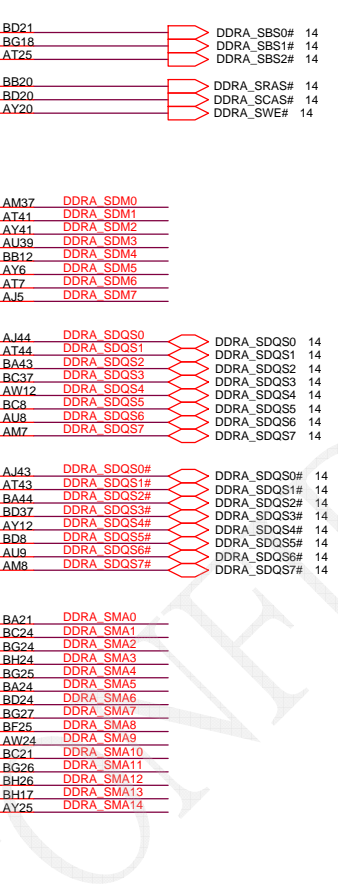 BD21 DDRA_SBS0# 14
BG18 DDRA_SBS1# 14
AT25 DDRA_SBS2# 14
BB20 DDRA_SRAS# 14
BD20 DDRA_SCAS# 14
AY20 DDRA_SWE# 14
AM37 DDRA_SDM0
AT41 DDRA_SDM1
AY41 DDRA_SDM2
AU39 DDRA_SDM3
BB12 DDRA_SDM4
AY6 DDRA_SDM5
AT7 DDRA_SDM6
AJ5 DDRA_SDM7
AJ44 DDRA_SDQS0 DDRA_SDQS0 14
AT44 DDRA_SDQS1 DDRA_SDQS1 14
BA43 DDRA_SDQS2 DDRA_SDQS2 14
BC37 DDRA_SDQS3 DDRA_SDQS3 14
AW12 DDRA_SDQS4 DDRA_SDQS4 14
BC8 DDRA_SDQS5 DDRA_SDQS5 14
AU8 DDRA_SDQS6 DDRA_SDQS6 14
AM7 DDRA_SDQS7 DDRA_SDQS7 14
AJ43 DDRA_SDQS0# DDRA_SDQS0# 14
AT43 DDRA_SDQS1# DDRA_SDQS1# 14
BA44 DDRA_SDQS2# DDRA_SDQS2# 14
BD37 DDRA_SDQS3# DDRA_SDQS3# 14
AY12 DDRA_SDQS4# DDRA_SDQS4# 14
BD8 DDRA_SDQS5# DDRA_SDQS5# 14
AU9 DDRA_SDQS6# DDRA_SDQS6# 14
AM8 DDRA_SDQS7# DDRA_SDQS7# 14
BA21 DDRA_SMA0
BC24 DDRA_SMA1
BG24 DDRA_SMA2
BH24 DDRA_SMA3
BG25 DDRA_SMA4
BA24 DDRA_SMA5
BD24 DDRA_SMA6
BG27 DDRA_SMA7
BF25 DDRA_SMA8
AW24 DDRA_SMA9
BC21 DDRA_SMA10
BG26 DDRA_SMA11
BH26 DDRA_SMA12
BH17 DDRA_SMA13
AY25 DDRA_SMA14